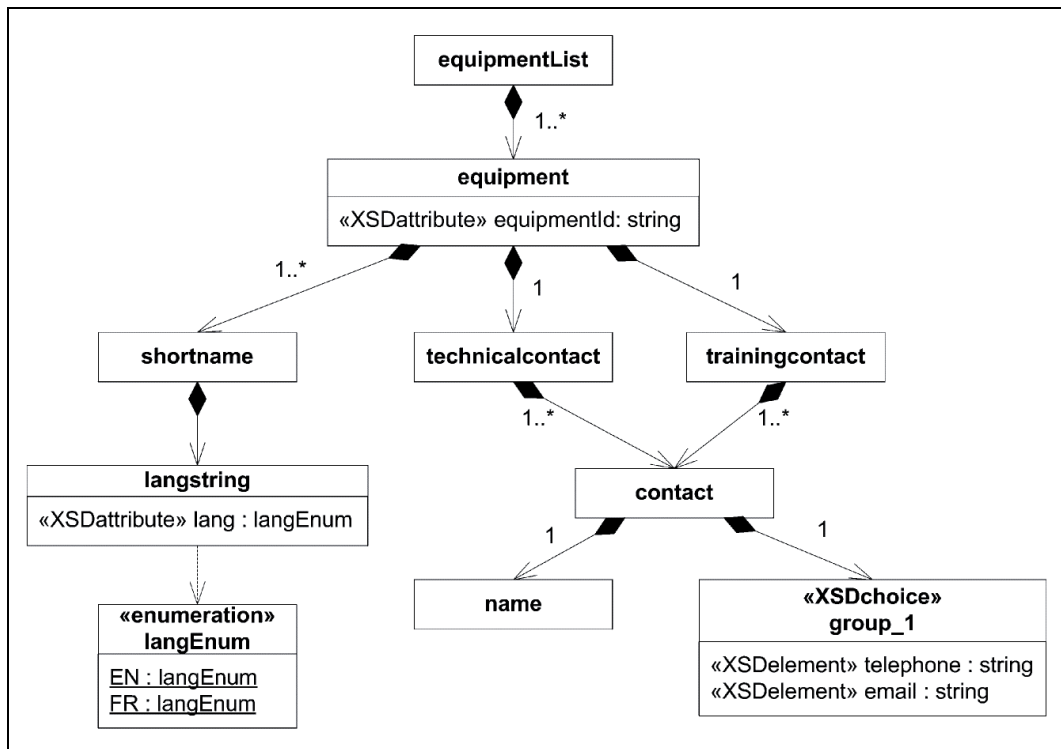 equipmentList
1..*
equipment
«XSDattribute» equipmentId: string
1..*
1
1
shortname
technicalcontact
trainingcontact
1..*
1..*
langstring
«XSDattribute» lang : langEnum
contact
1
1
«enumeration»
langEnum
EN : langEnum
FR : langEnum
name
«XSDchoice»
group_1
«XSDelement» telephone : string
«XSDelement» email : string